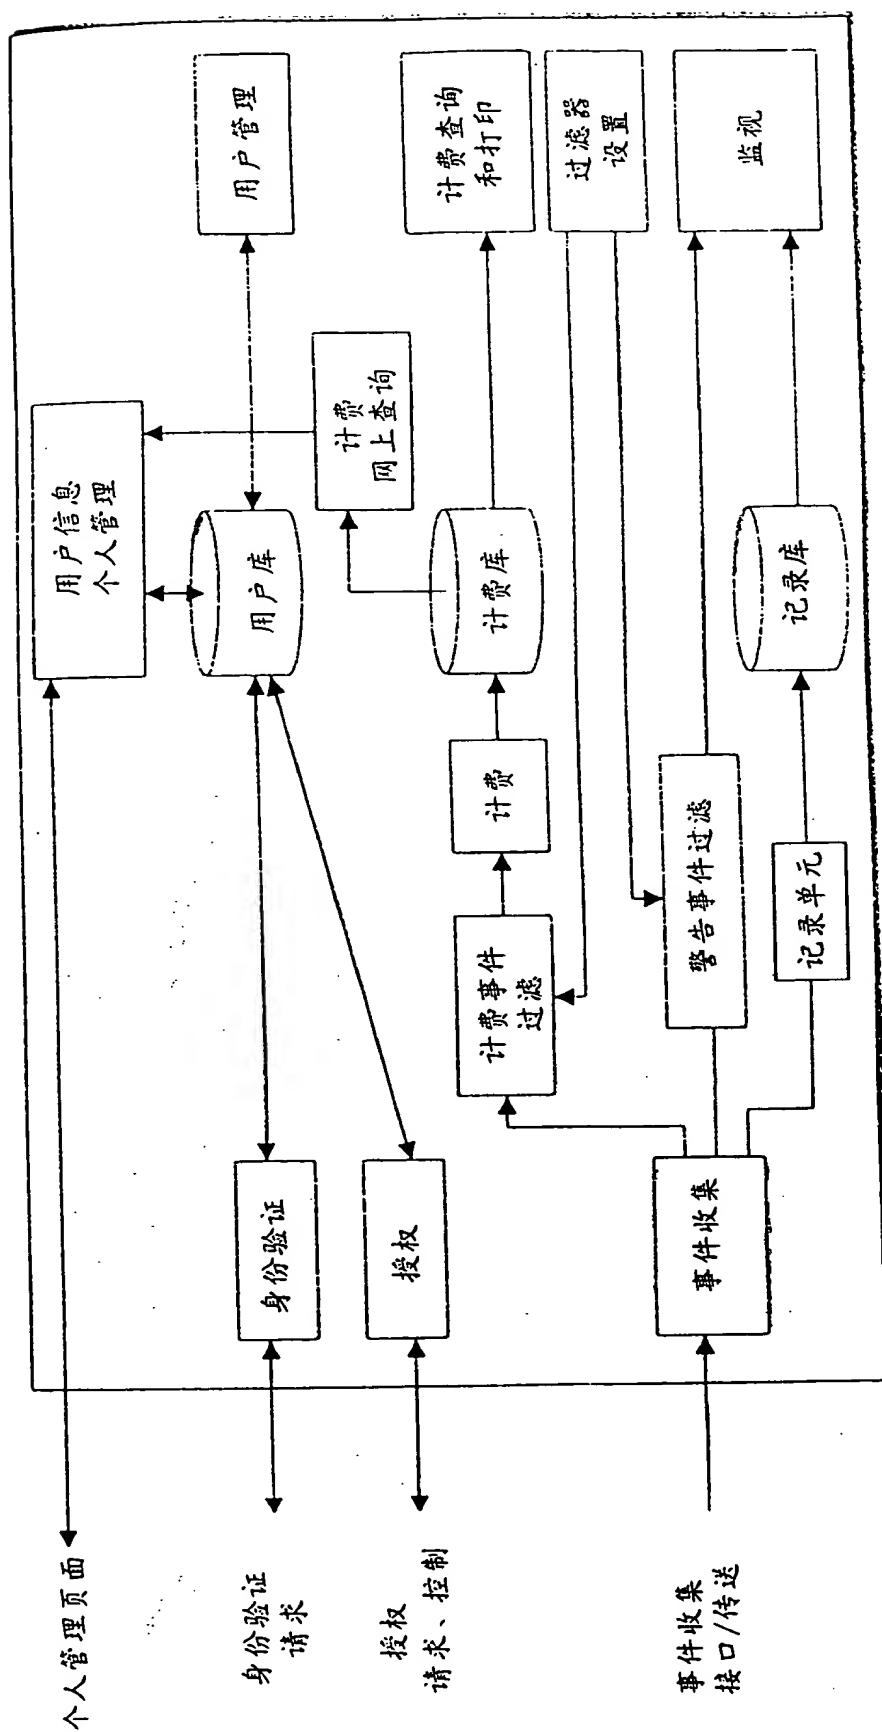 个人管理页面
身份验证
请求
授权
请求、控制
事件收集
接口/传送
用户信息
个人管理
用户管理
用户库
身份验证
授权
计费
网上查询
计费查询
和打印
计费库
计费
计费事件
过滤
过滤器
设置
警告事件过滤
监视
记录库
记录单元
事件收集